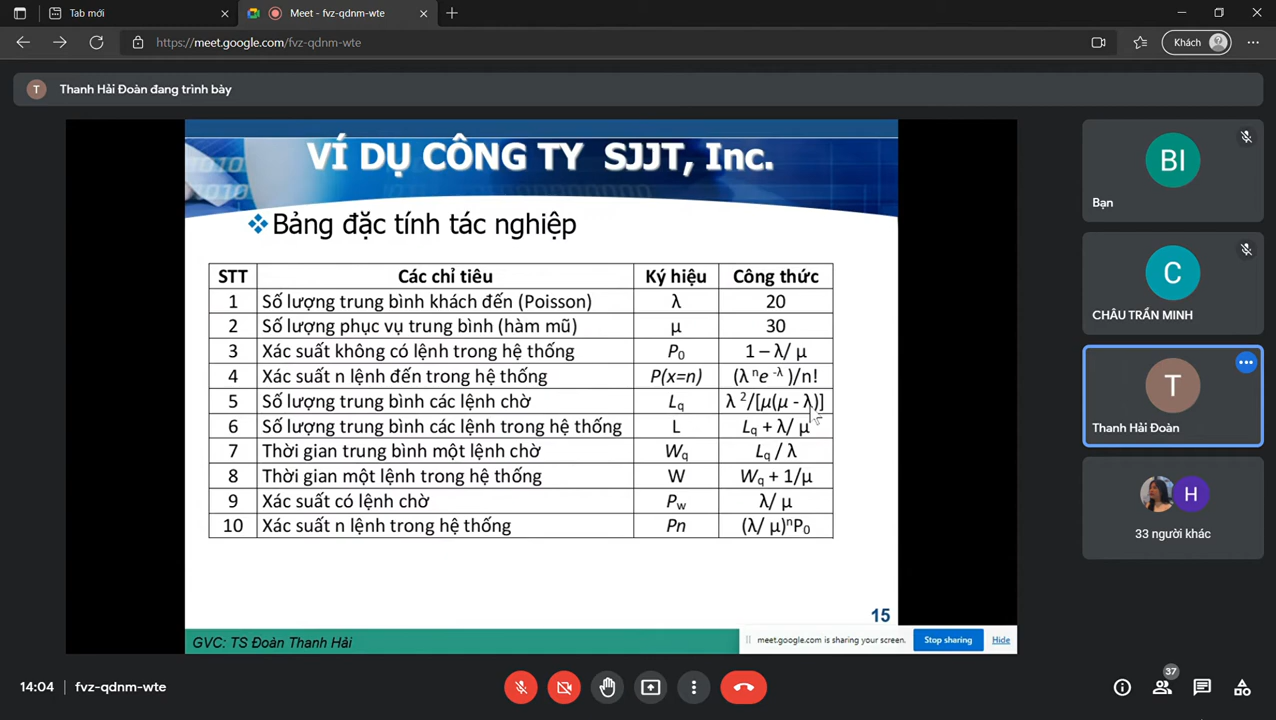 Tab mới
Meet - fvz-qdnm-wte
https://meet.google.com/fvz-qdnm-wte
Khách
T
Thanh Hải Đoàn đang trình bày
VÍ DỤ CÔNG TY SJJT, Inc.
Bảng đặc tính tác nghiệp
STT Các chỉ tiêu Ký hiệu Công thức
1 Số lượng trung bình khách đến (Poisson) λ 20
2 Số lượng phục vụ trung bình (hàm mũ) μ 30
3 Xác suất không có lệnh trong hệ thống P₀ 1 – λ/ μ
4 Xác suất n lệnh đến trong hệ thống P(x=n) (λ ⁿe ^-λ )/n!
5 Số lượng trung bình các lệnh chờ Lq λ ²/[μ(μ - λ)]
6 Số lượng trung bình các lệnh trong hệ thống L Lq + λ/ μ
7 Thời gian trung bình một lệnh chờ Wq Lq / λ
8 Thời gian một lệnh trong hệ thống W Wq + 1/μ
9 Xác suất có lệnh chờ Pw λ/ μ
10 Xác suất n lệnh trong hệ thống Pn (λ/ μ)ⁿP₀
15
GVC: TS Đoàn Thanh Hải
meet.google.com is sharing your screen. Stop sharing Hide
BI
Bạn
C
CHÂU TRẦN MINH
T
Thanh Hải Đoàn
H
33 người khác
14:04 | fvz-qdnm-wte
37